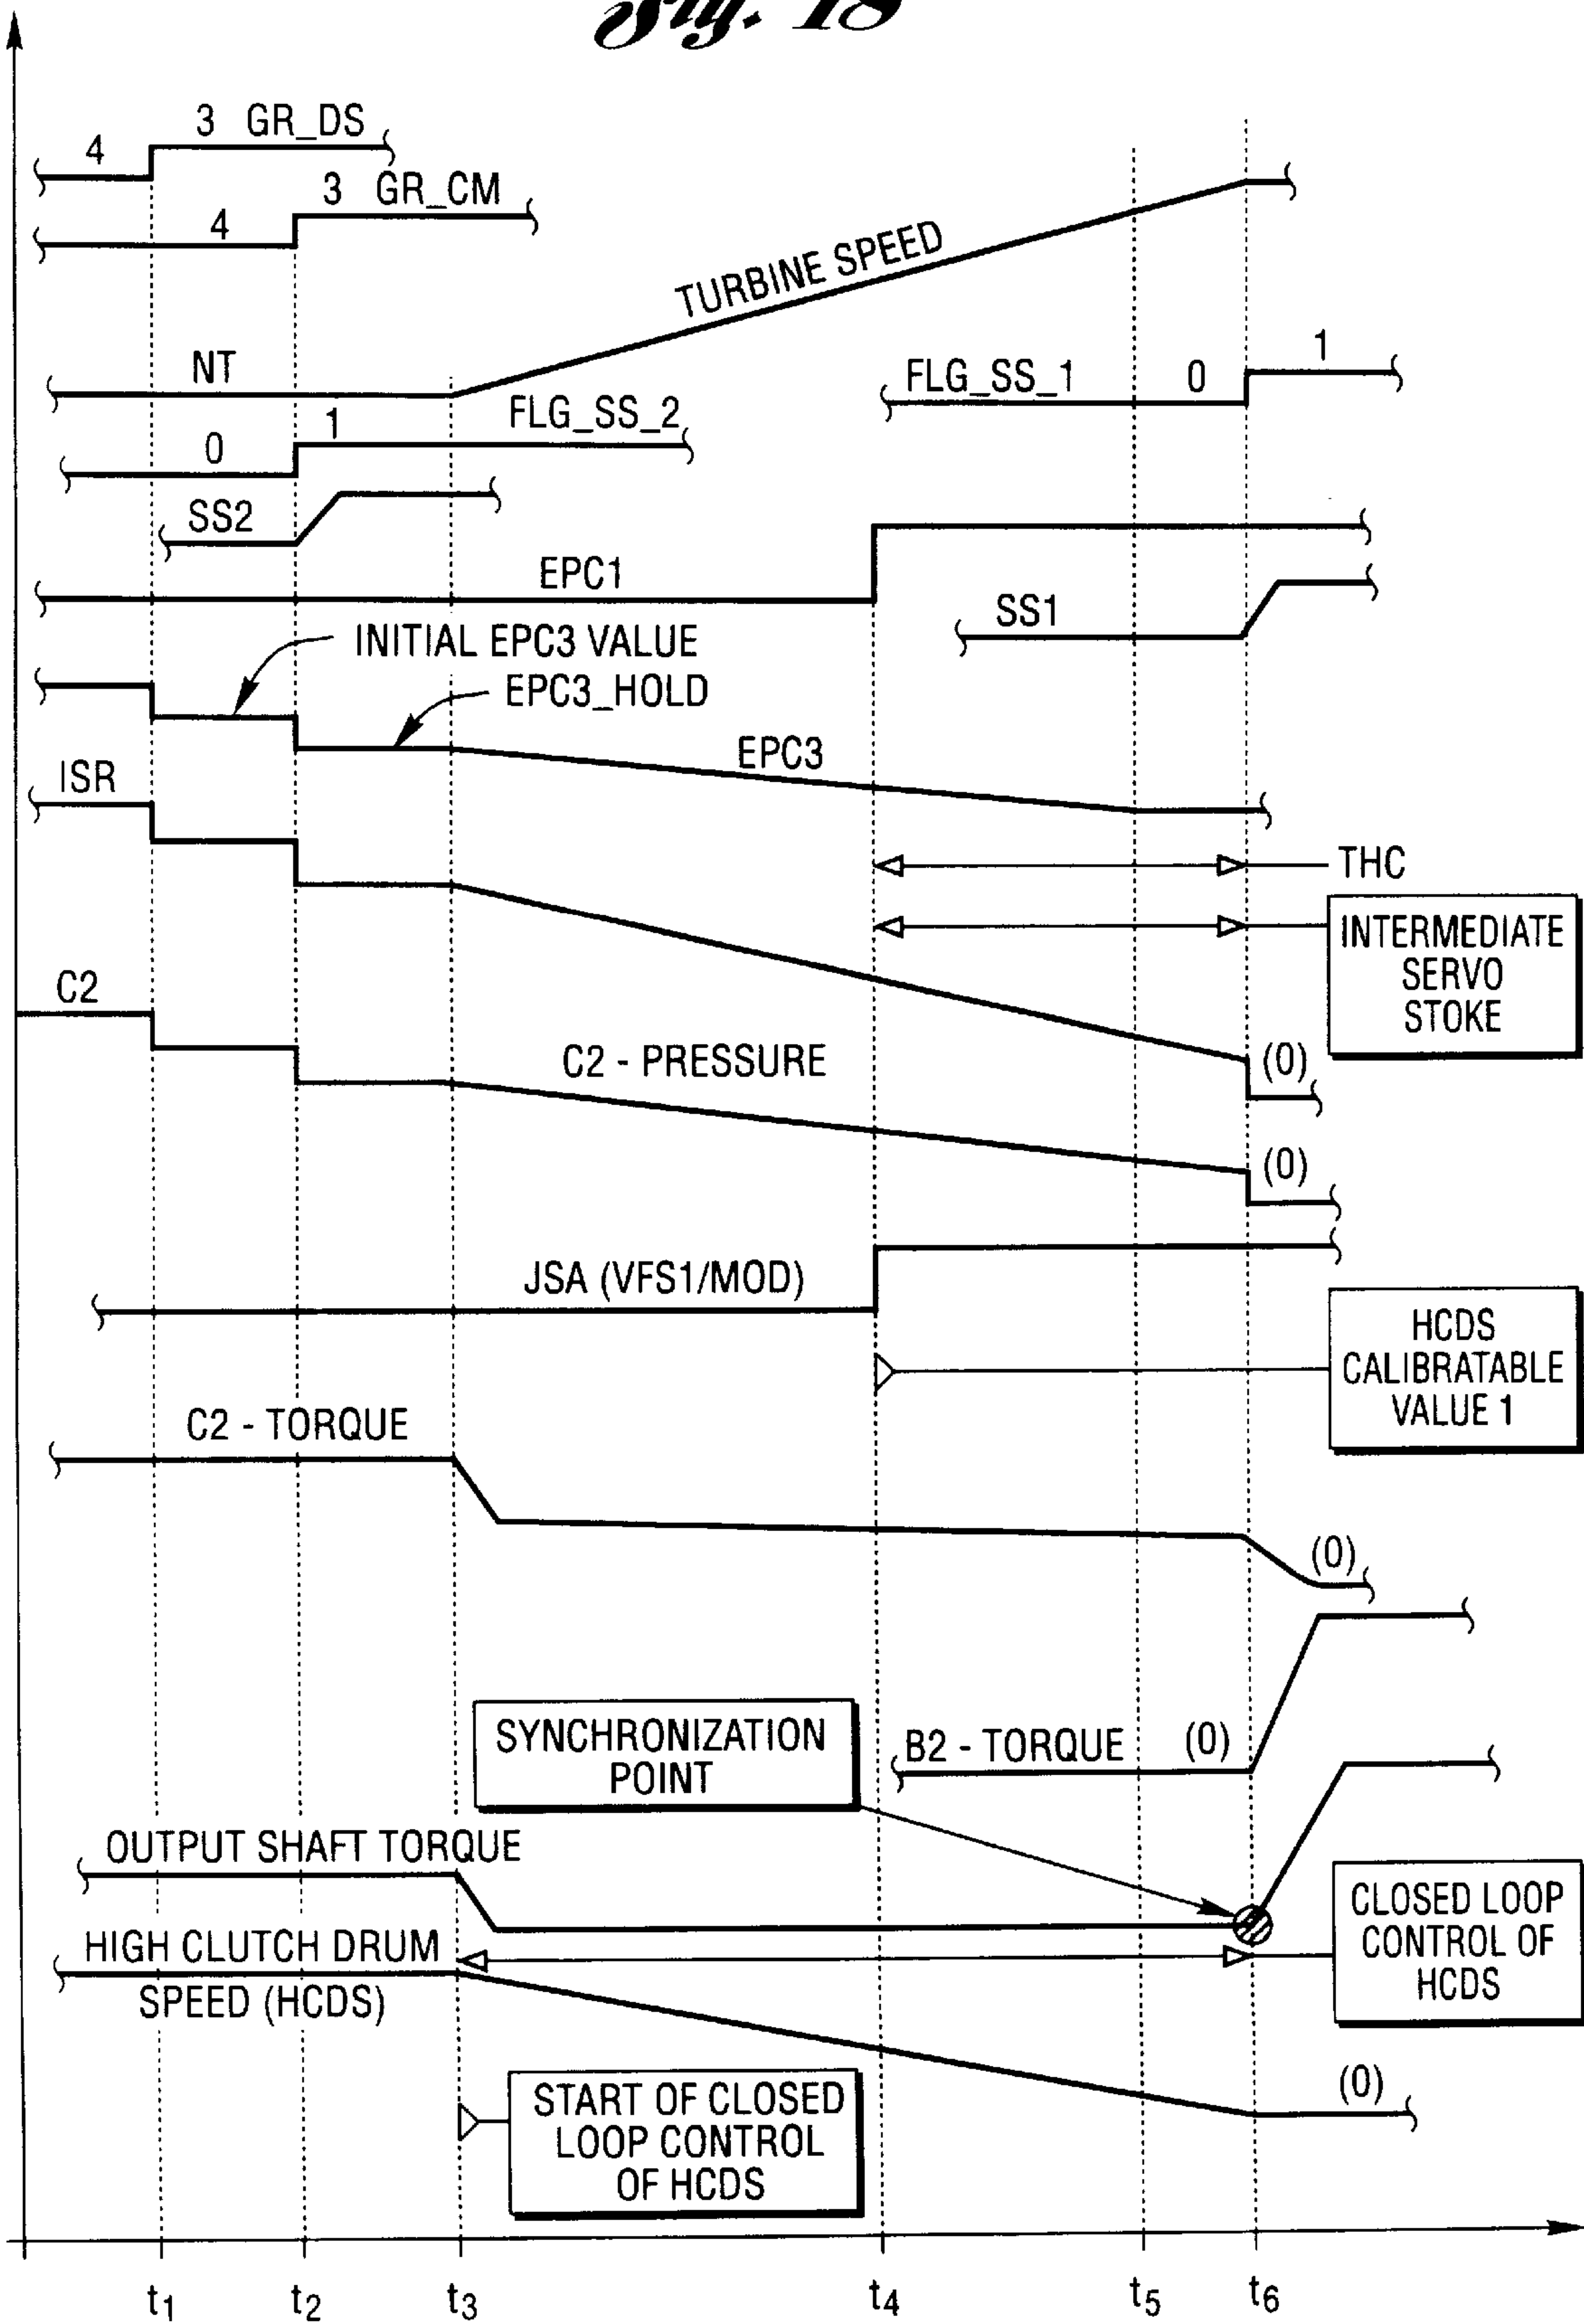 Fig. 18
3 GR_DS
4
3 GR_CM
4
TURBINE SPEED
NT
FLG_SS_1 0 1
0 1 FLG_SS_2
SS2
EPC1
SS1
INITIAL EPC3 VALUE
EPC3_HOLD
EPC3
ISR
THC
INTERMEDIATE
SERVO
STOKE
C2
C2 - PRESSURE
(0)
(0)
JSA (VFS1/MOD)
HCDS
CALIBRATABLE
VALUE 1
C2 - TORQUE
(0)
SYNCHRONIZATION
POINT
B2 - TORQUE (0)
OUTPUT SHAFT TORQUE
HIGH CLUTCH DRUM
SPEED (HCDS)
CLOSED LOOP
CONTROL OF
HCDS
(0)
START OF CLOSED
LOOP CONTROL
OF HCDS
t1 t2 t3 t4 t5 t6